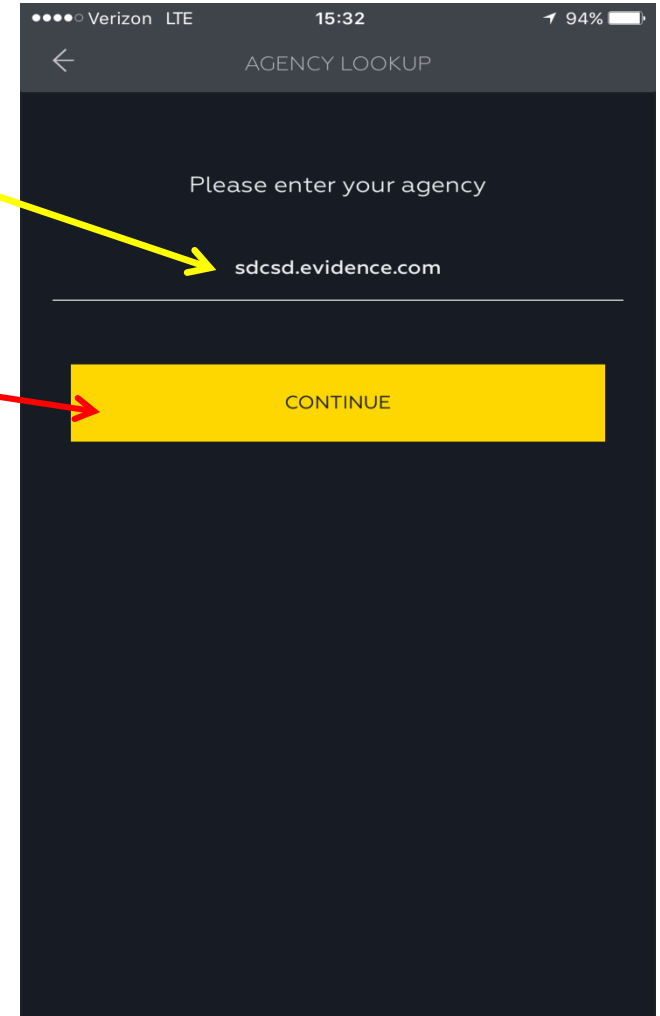 Verizon LTE 15:32 94%
AGENCY LOOKUP
Please enter your agency
sdcsd.evidence.com
CONTINUE